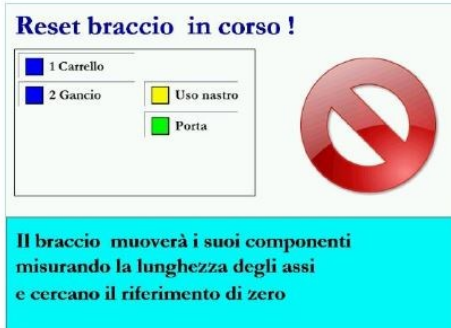 Reset braccio in corso !
1 Carrello
2 Gancio
Uso nastro
Porta
Il braccio muoverà i suoi componenti
misurando la lunghezza degli assi
e cercano il riferimento di zero